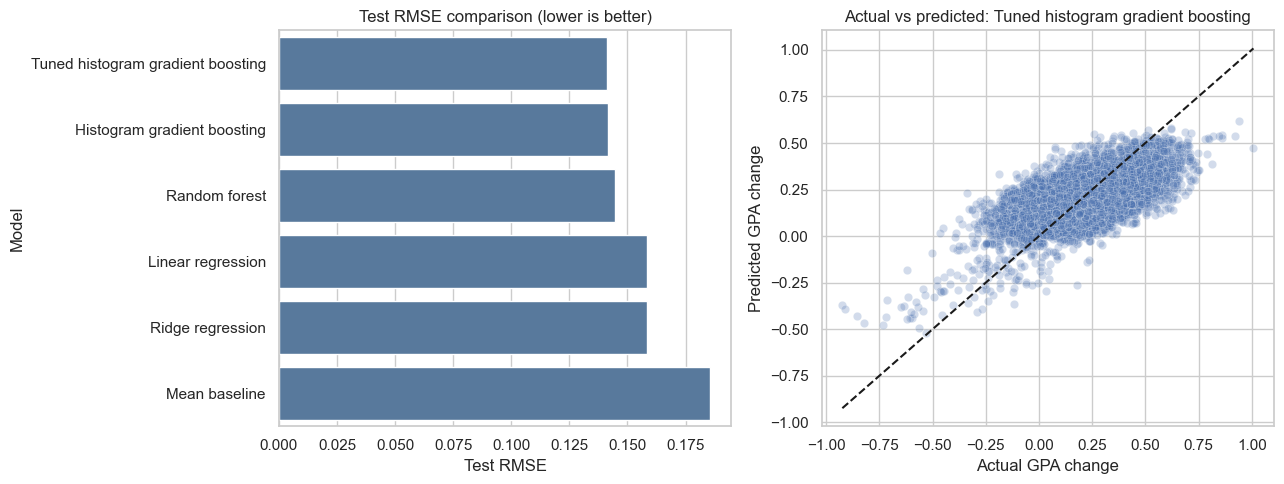 Test RMSE comparison (lower is better)
Model
Tuned histogram gradient boosting
Histogram gradient boosting
Random forest
Linear regression
Ridge regression
Mean baseline
0.000 0.025 0.050 0.075 0.100 0.125 0.150 0.175
Test RMSE
Actual vs predicted: Tuned histogram gradient boosting
Predicted GPA change
1.00
0.75
0.50
0.25
0.00
−0.25
−0.50
−0.75
−1.00
−1.00 −0.75 −0.50 −0.25 0.00 0.25 0.50 0.75 1.00
Actual GPA change